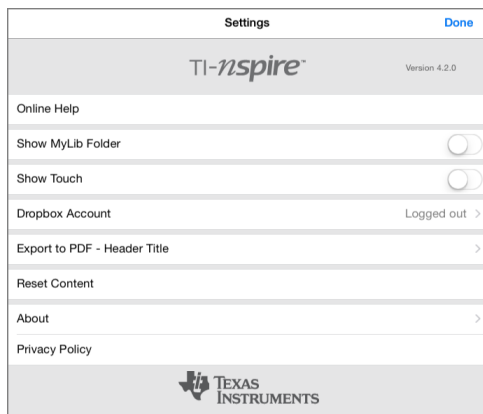 Settings Done
TI-nspire™ Version 4.2.0
Online Help
Show MyLib Folder
Show Touch
Dropbox Account Logged out >
Export to PDF - Header Title >
Reset Content
About >
Privacy Policy
TEXAS
INSTRUMENTS